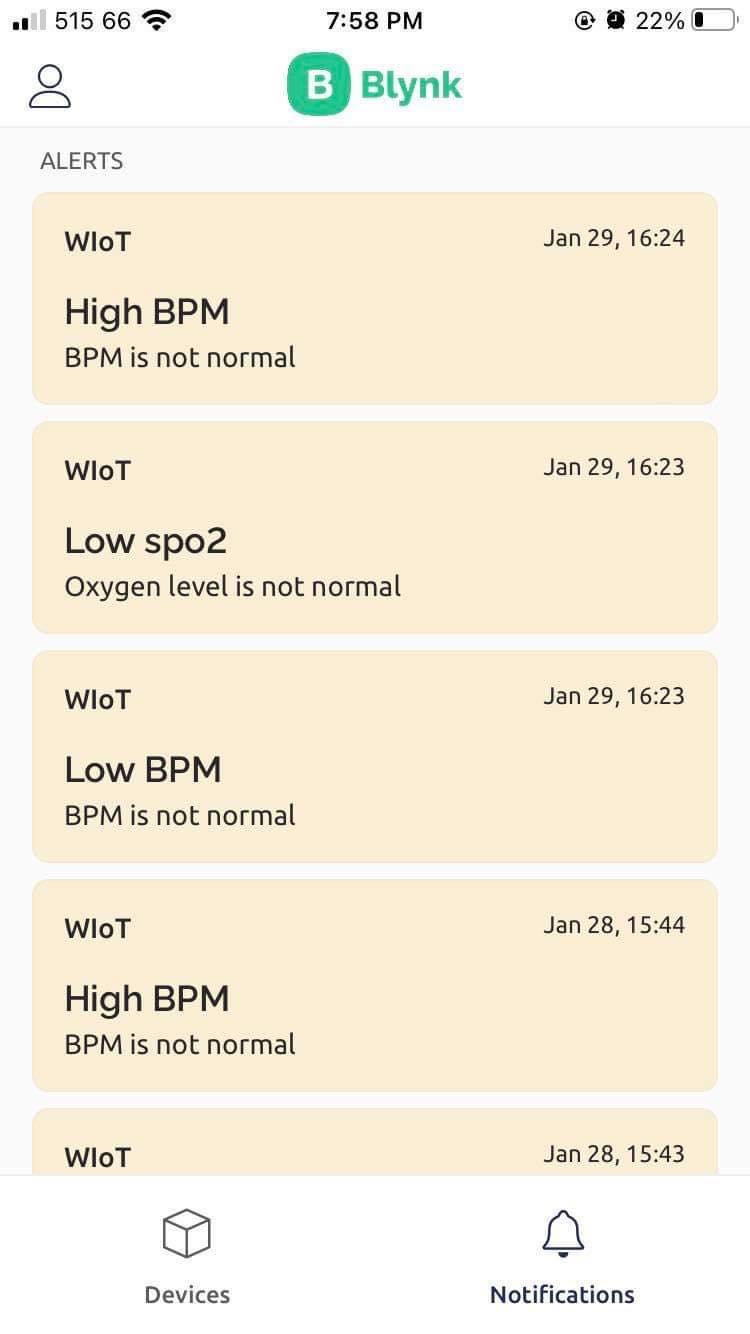 515 66 7:58 PM 22%
B Blynk
ALERTS
WIoT Jan 29, 16:24
High BPM
BPM is not normal
WIoT Jan 29, 16:23
Low spo2
Oxygen level is not normal
WIoT Jan 29, 16:23
Low BPM
BPM is not normal
WIoT Jan 28, 15:44
High BPM
BPM is not normal
WIoT Jan 28, 15:43
Devices Notifications